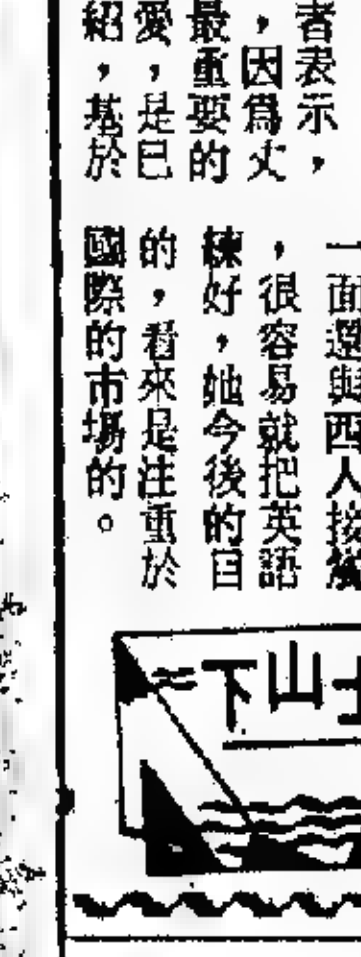 者表示，
，因爲
最重要的
愛，是已
紹，基於
一面還與西人接觸
，很容易就把英語
練好，她今後的目
的，看來是注重於
國際的市場的。
士山下